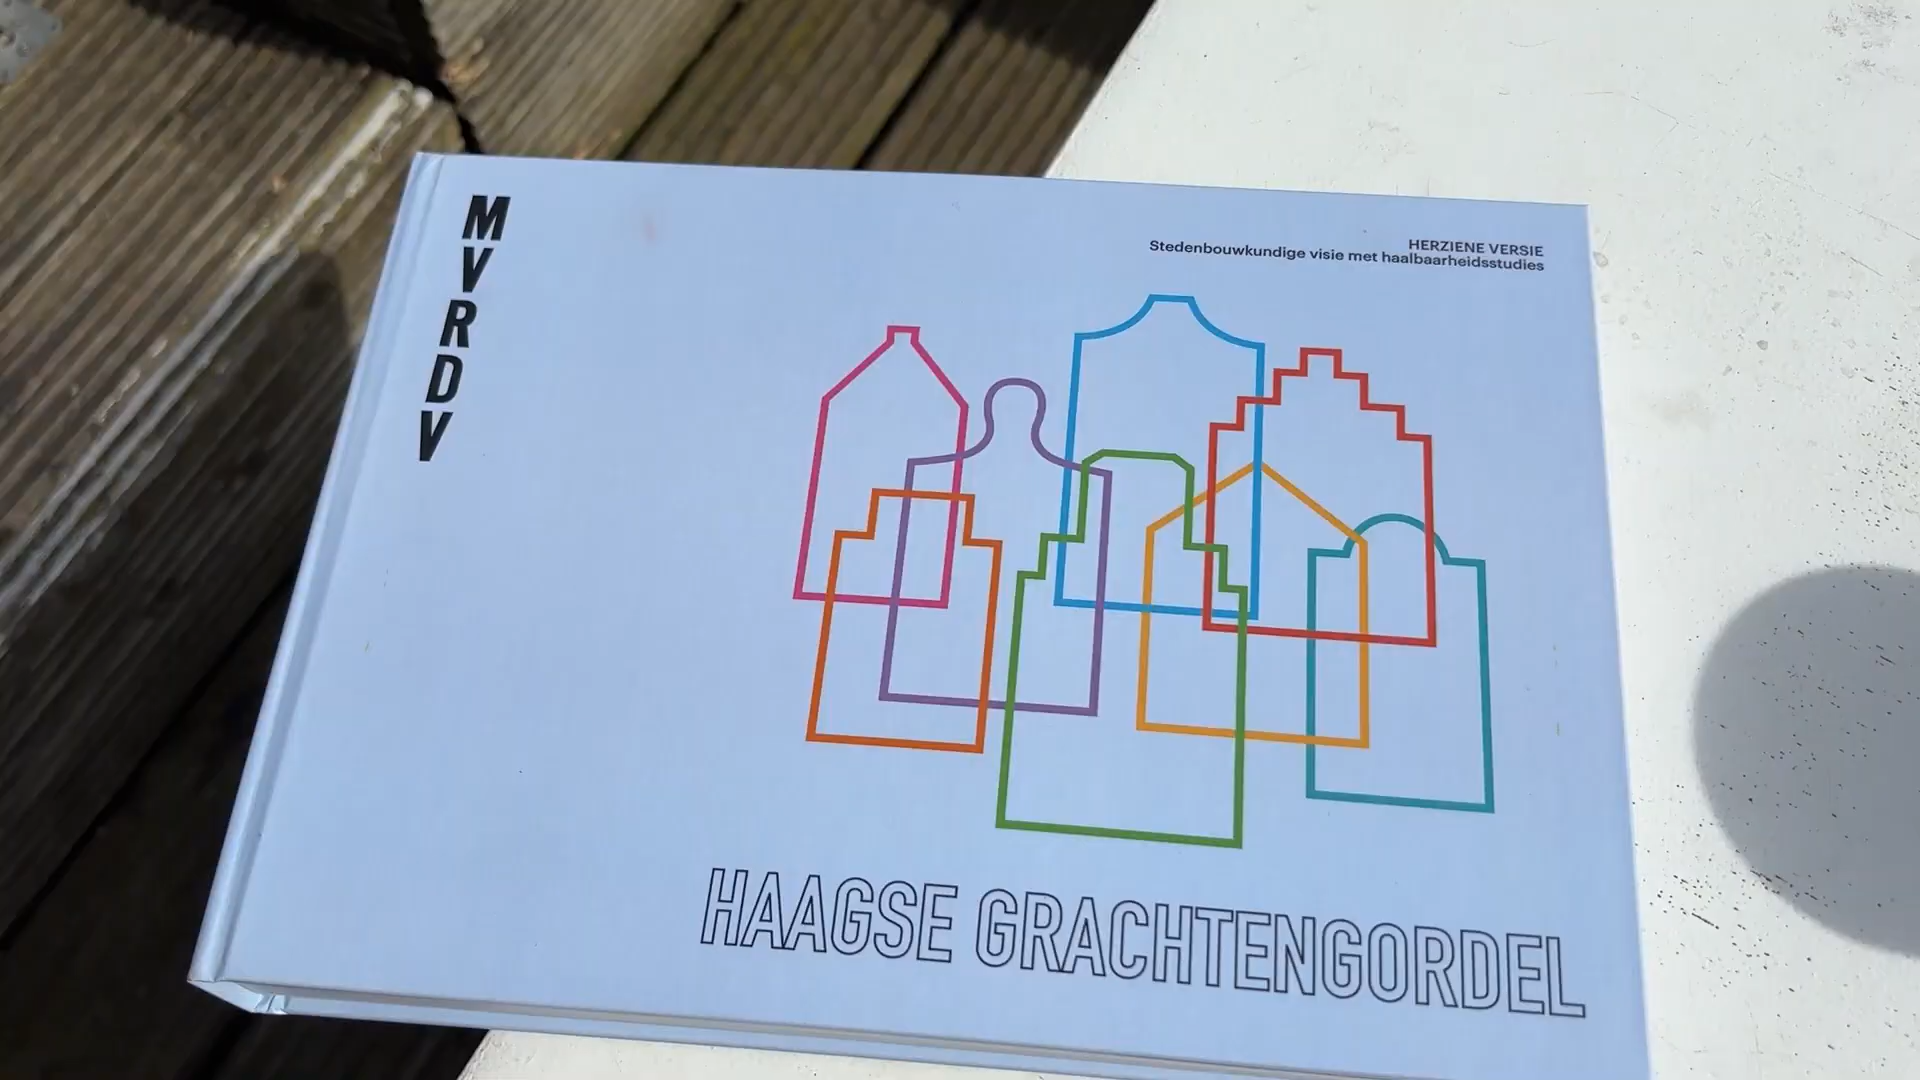 MVRDV
HERZIENE VERSIE
Stedenbouwkundige visie met haalbaarheidsstudies
HAAGSE GRACHTENGORDEL